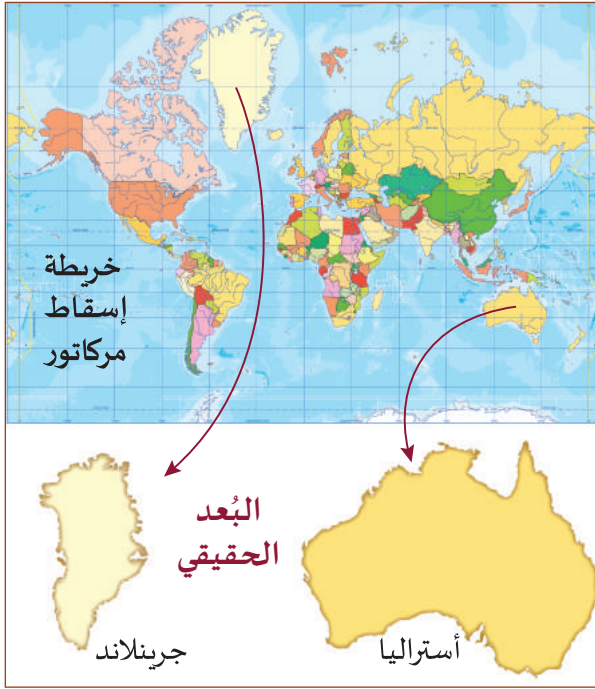 خريطة
إسقاط
مركاتور
البُعد
الحقيقي
جرينلاند
أستراليا